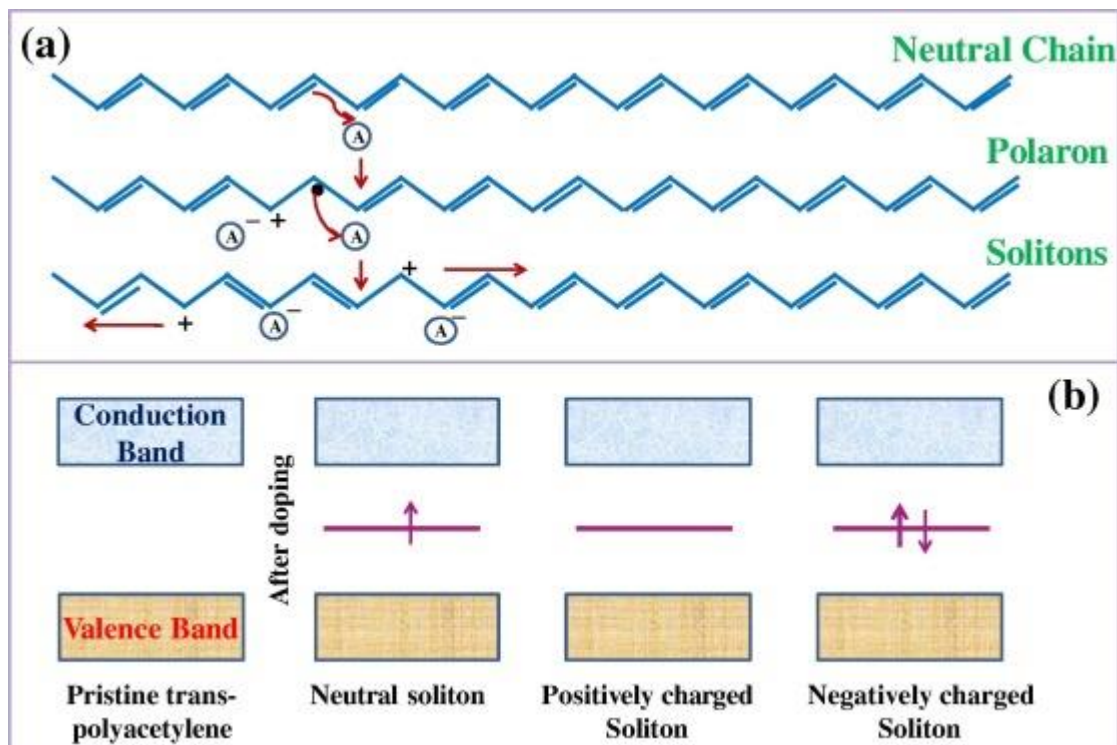 (a)
Neutral Chain
A
Polaron
A − +
A
Solitons
+
+
A −
A −
(b)
Conduction
Band
After doping
Valence Band
Pristine trans-
polyacetylene
Neutral soliton
Positively charged
Soliton
Negatively charged
Soliton